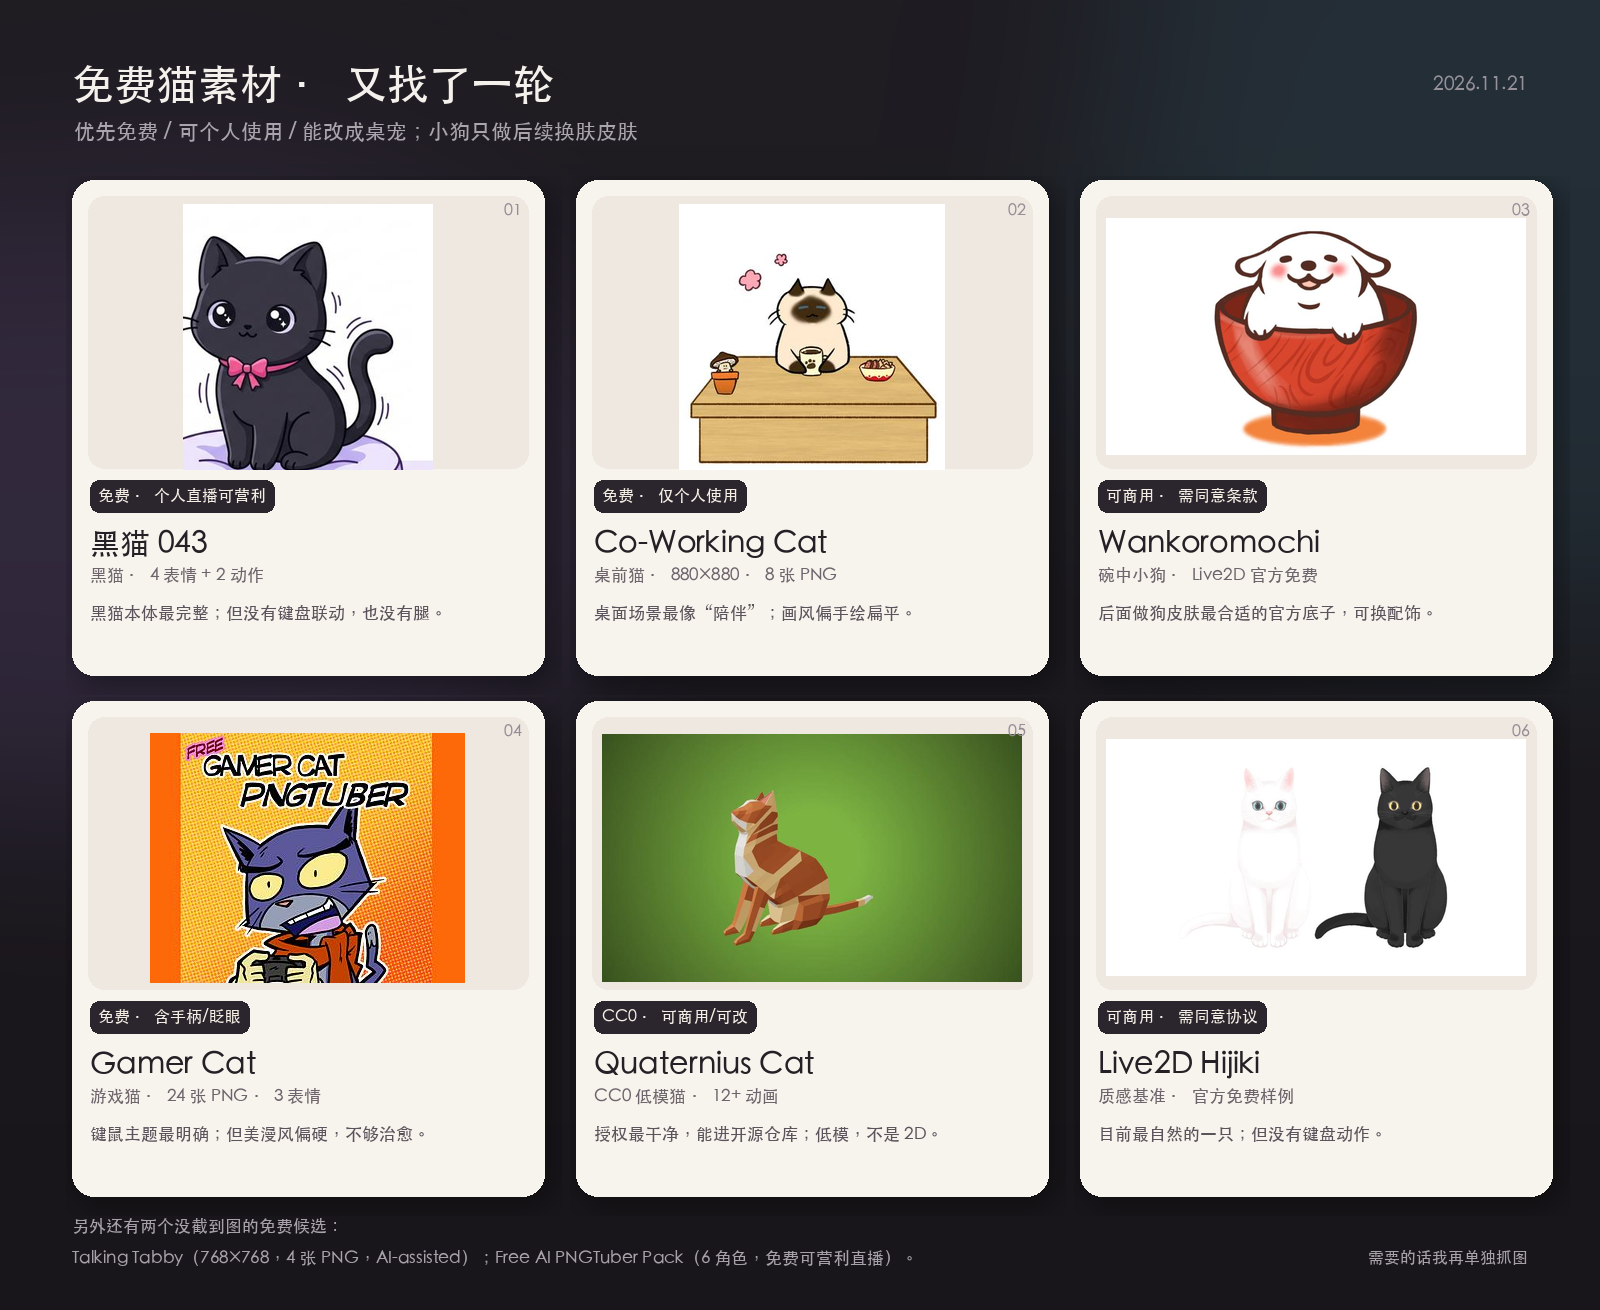 免费猫素材 · 又找了一轮
2026.11.21
优先免费 / 可个人使用 / 能改成桌宠；小狗只做后续换肤皮肤
01
免费 · 个人直播可营利
黑猫 043
黑猫 · 4 表情 + 2 动作
黑猫本体最完整；但没有键盘联动，也没有腿。
02
免费 · 仅个人使用
Co-Working Cat
桌前猫 · 880×880 · 8 张 PNG
桌面场景最像“陪伴”；画风偏手绘扁平。
03
可商用 · 需同意条款
Wankoromochi
碗中小狗 · Live2D 官方免费
后面做狗皮肤最合适的官方底子，可换配饰。
04
FREE
GAMER CAT
PNGTUBER
免费 · 含手柄/眨眼
Gamer Cat
游戏猫 · 24 张 PNG · 3 表情
键鼠主题最明确；但美漫风偏硬，不够治愈。
05
CC0 · 可商用/可改
Quaternius Cat
CC0 低模猫 · 12+ 动画
授权最干净，能进开源仓库；低模，不是 2D。
06
可商用 · 需同意协议
Live2D Hijiki
质感基准 · 官方免费样例
目前最自然的一只；但没有键盘动作。
另外还有两个没截到图的免费候选：
Talking Tabby（768×768，4 张 PNG，AI-assisted）；Free AI PNGTuber Pack（6 角色，免费可营利直播）。
需要的话我再单独抓图